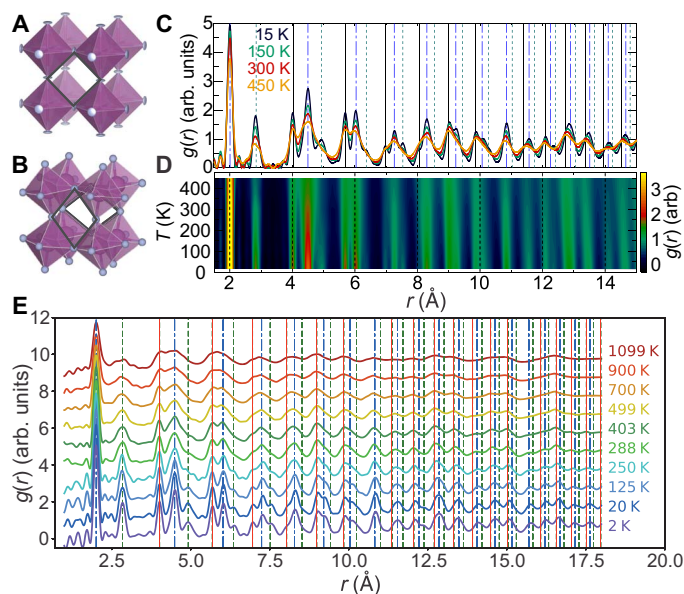 A
B
C
g(r) (arb. units)
5
4
3
2
1
0
15 K
150 K
300 K
450 K
D
T (K)
400
300
200
100
0
2
4
6
8
10
12
14
r (Å)
3
2
1
0
g(r) (arb)
E
g(r) (arb. units)
12
10
8
6
4
2
0
1099 K
900 K
700 K
499 K
403 K
288 K
250 K
125 K
20 K
2 K
2.5
5.0
7.5
10.0
12.5
15.0
17.5
20.0
r (Å)